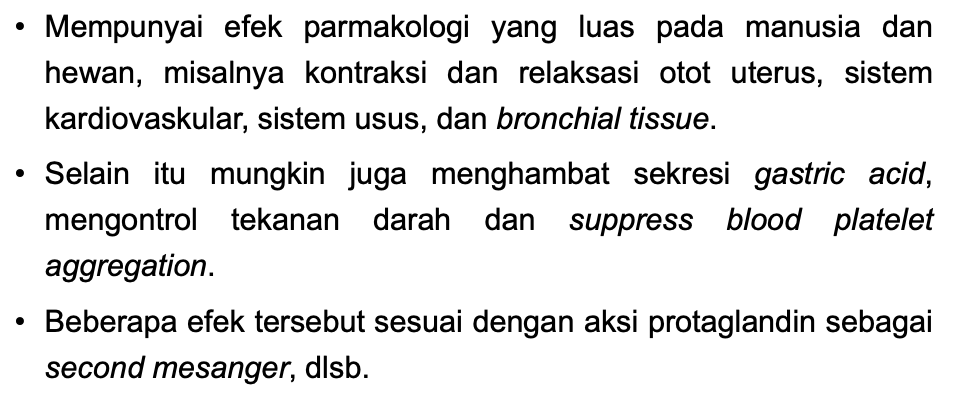 • Mempunyai efek parmakologi yang luas pada manusia dan
hewan, misalnya kontraksi dan relaksasi otot uterus, sistem
kardiovaskular, sistem usus, dan bronchial tissue.
• Selain itu mungkin juga menghambat sekresi gastric acid,
mengontrol tekanan darah dan suppress blood platelet
aggregation.
• Beberapa efek tersebut sesuai dengan aksi protaglandin sebagai
second mesanger, dlsb.